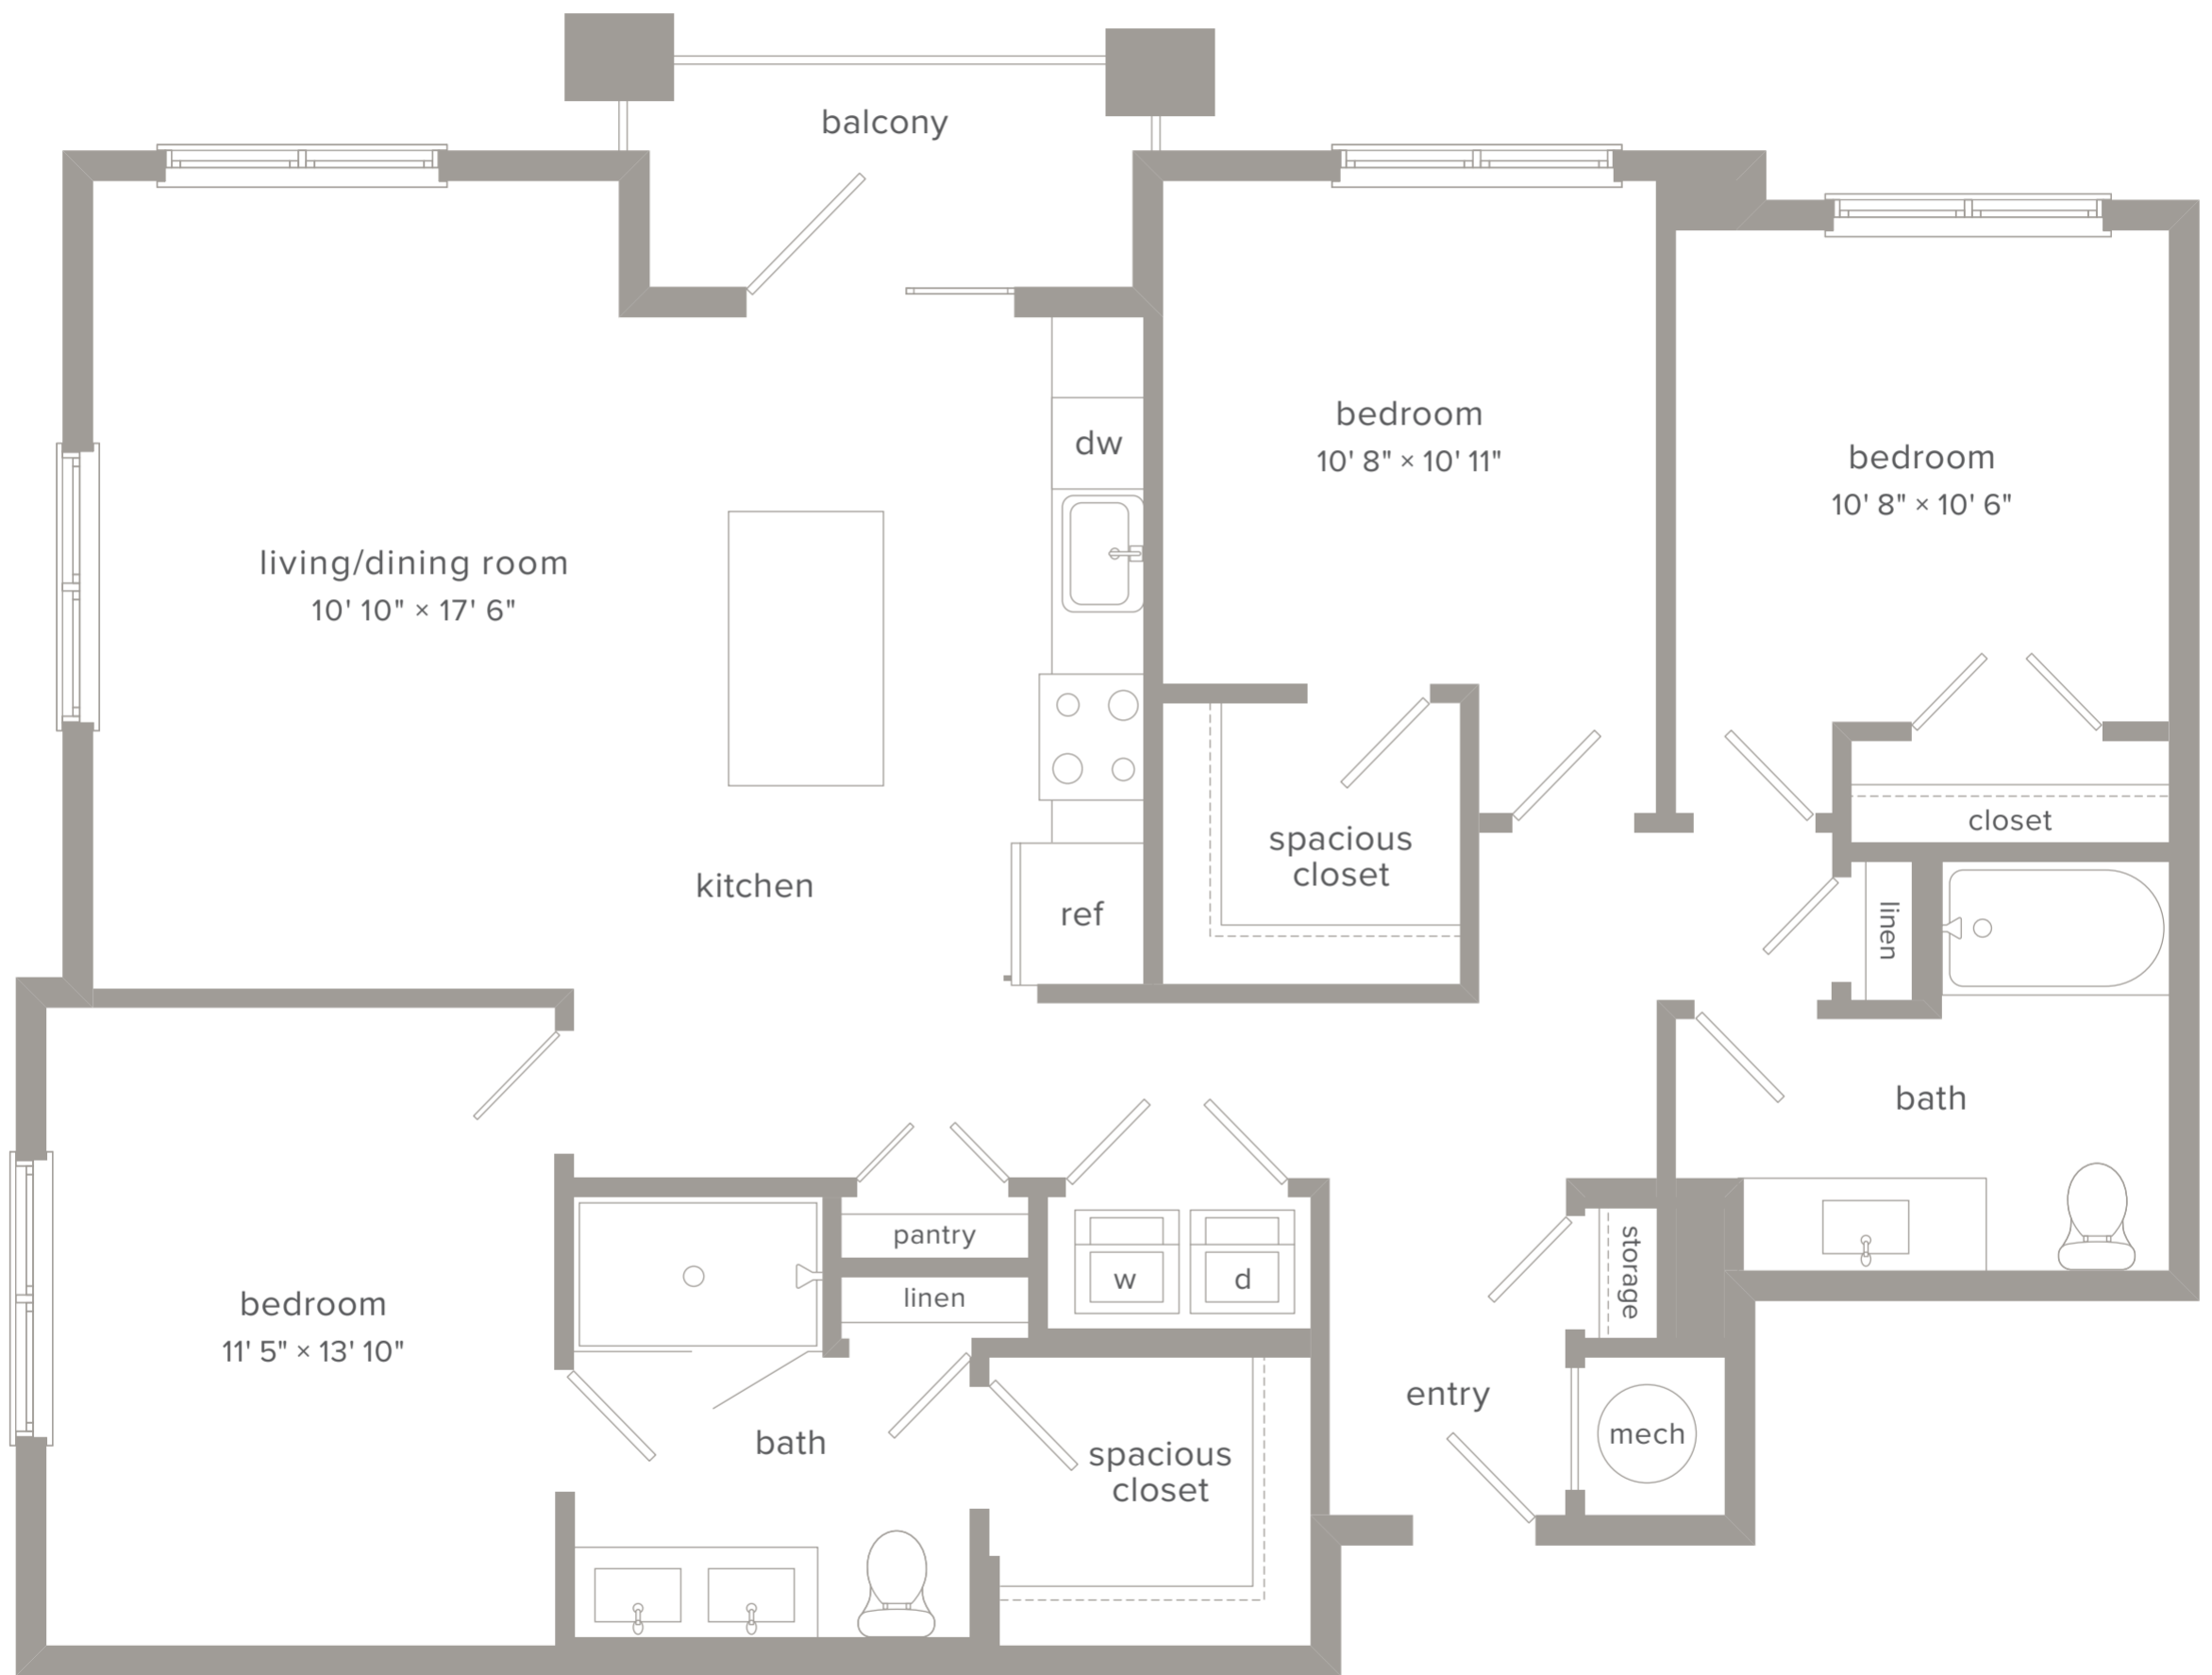 balcony
bedroom
10' 8" × 10' 11"
bedroom
10' 8" × 10' 6"
dw
living/dining room
10' 10" × 17' 6"
spacious
closet
closet
kitchen
ref
linen
bath
pantry
linen
w
d
storage
bedroom
11' 5" × 13' 10"
entry
mech
bath
spacious
closet